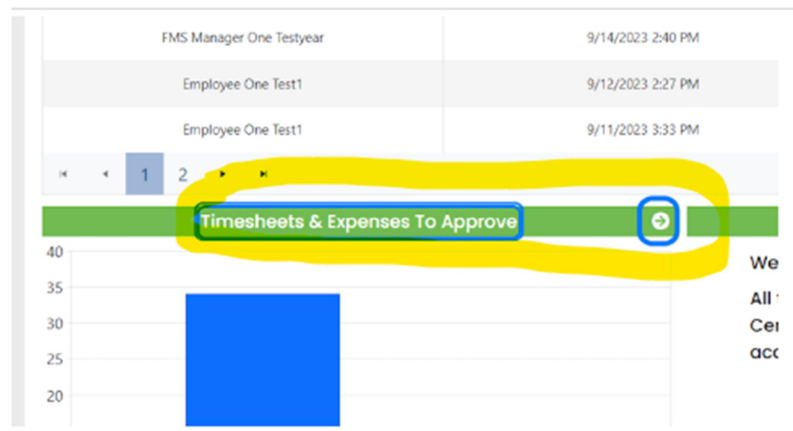 FMS Manager One Testyear 9/14/2023 2:40 PM
Employee One Test1 9/12/2023 2:27 PM
Employee One Test1 9/11/2023 3:33 PM
1 2
Timesheets & Expenses To Approve
40
35
30
25
20
We
All
Cer
acc